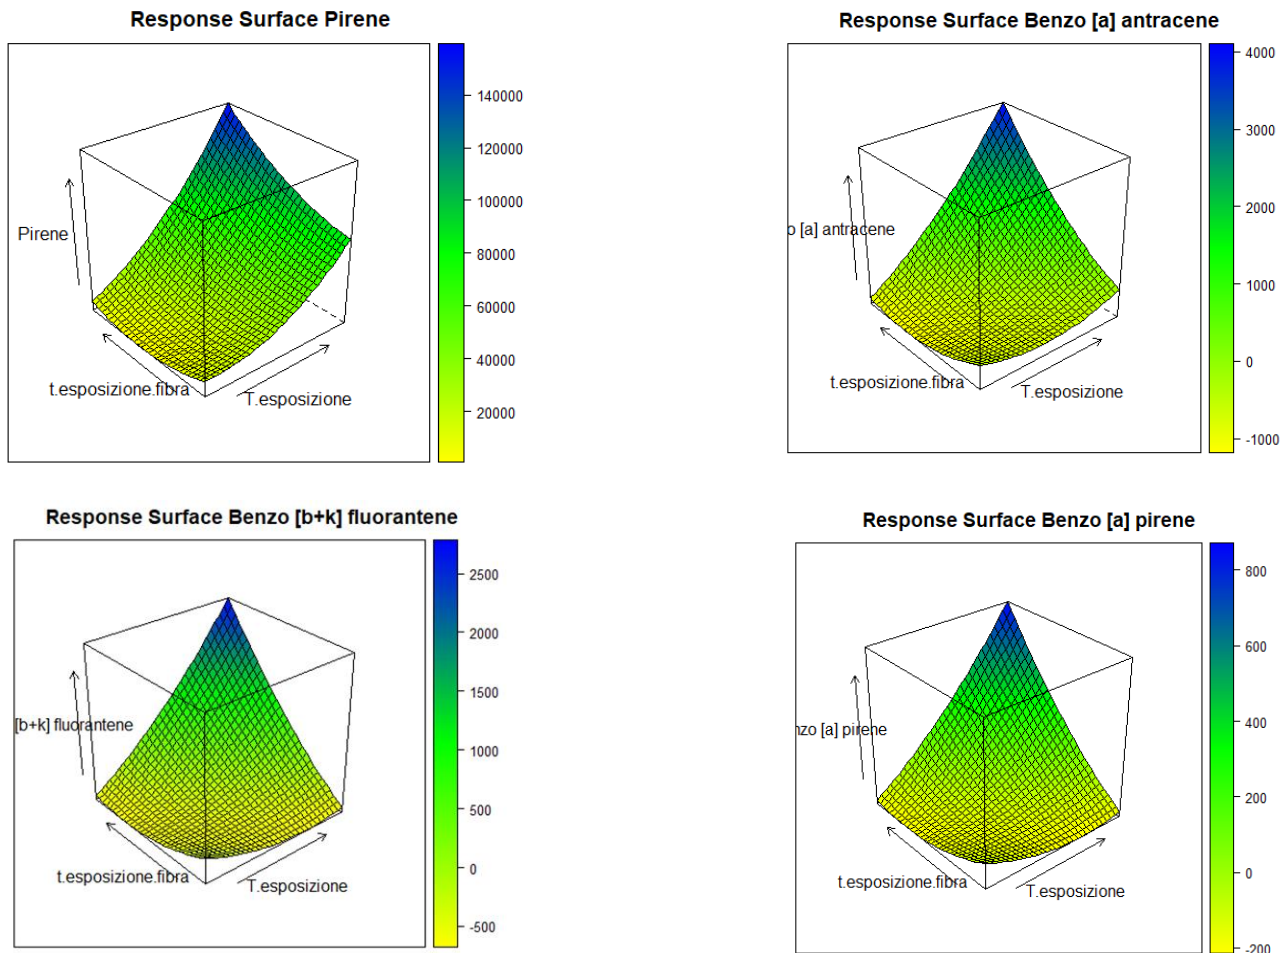 Response Surface Pirene
140000
120000
100000
80000
60000
40000
20000
Pirene
t.esposizione.fibra
T.esposizione
Response Surface Benzo [a] antracene
4000
3000
2000
1000
0
-1000
o [a] antracene
t.esposizione.fibra
T.esposizione
Response Surface Benzo [b+k] fluorantene
2500
2000
1500
1000
500
0
-500
[b+k] fluorantene
t.esposizione.fibra
T.esposizione
Response Surface Benzo [a] pirene
800
600
400
200
0
-200
nzo [a] pirene
t.esposizione.fibra
T.esposizione